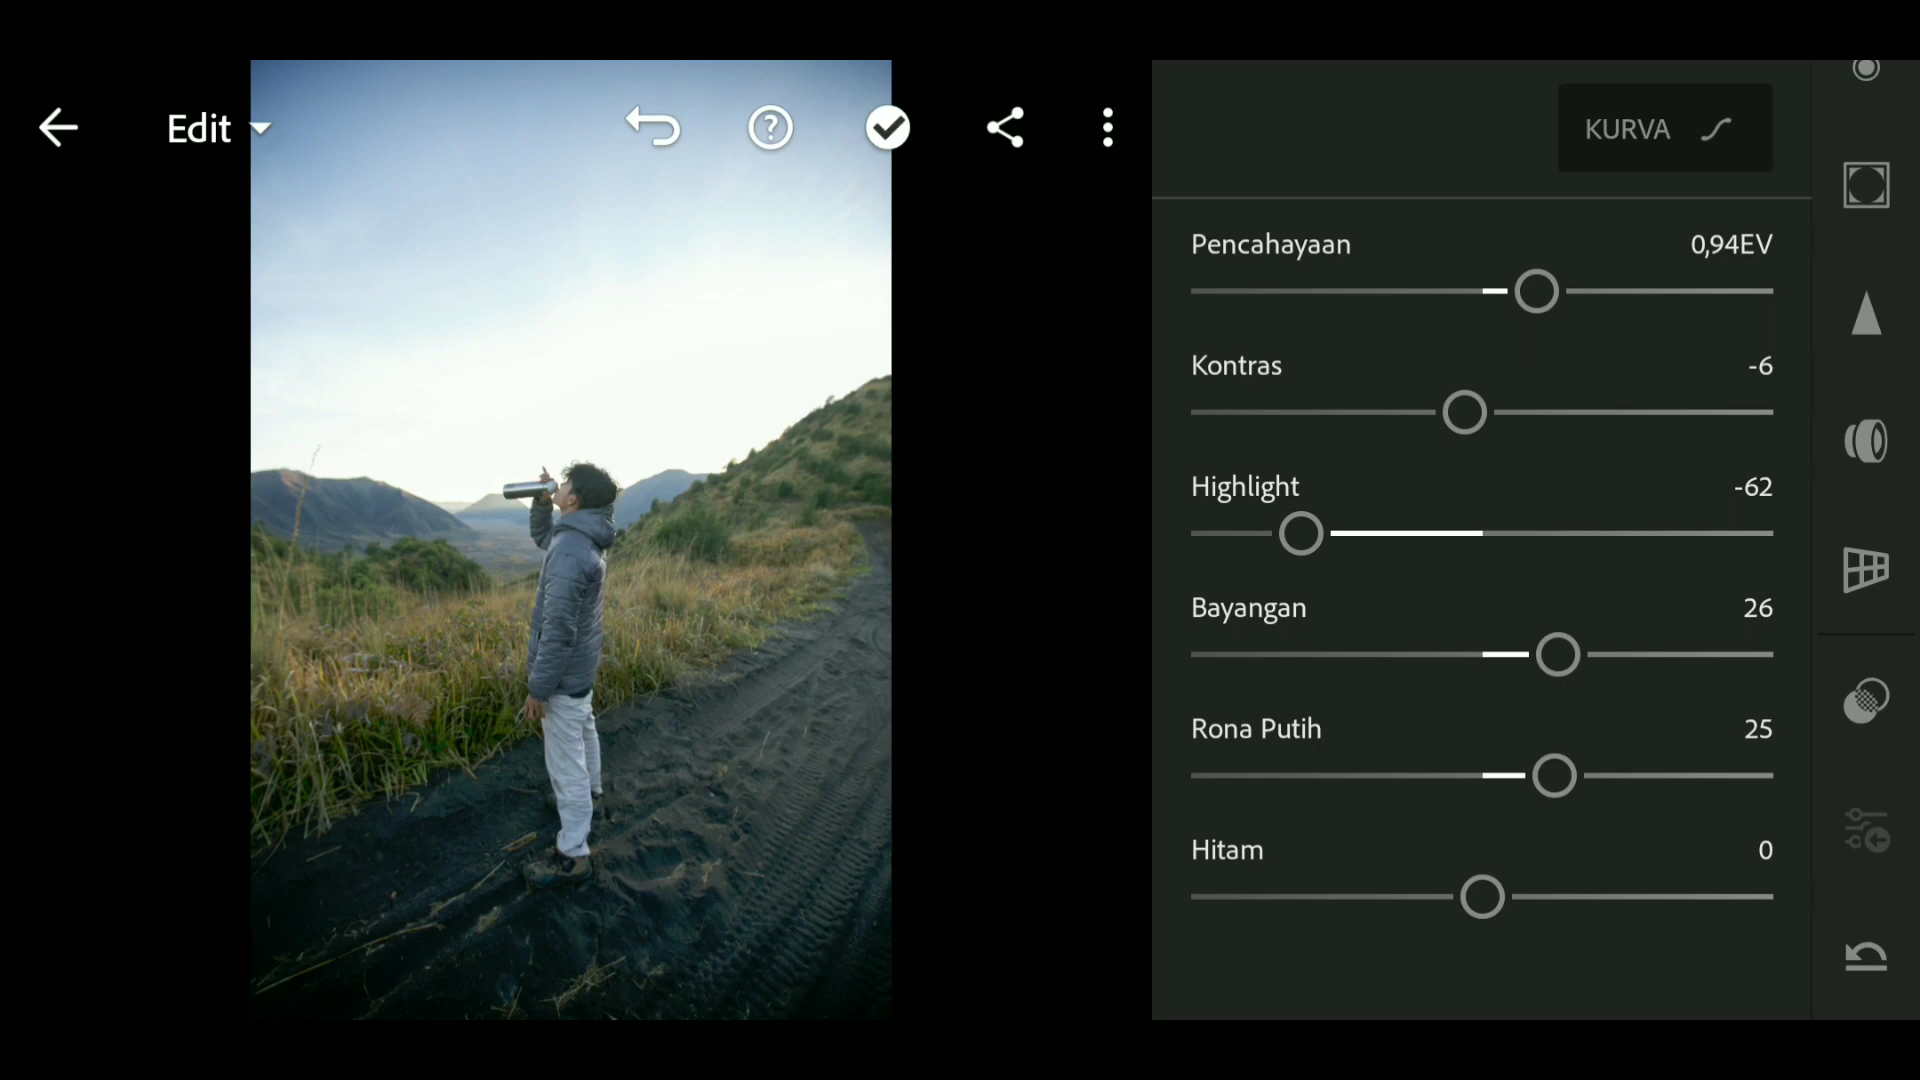 Edit
KURVA
Pencahayaan 0,94EV
Kontras -6
Highlight -62
Bayangan 26
Rona Putih 25
Hitam 0